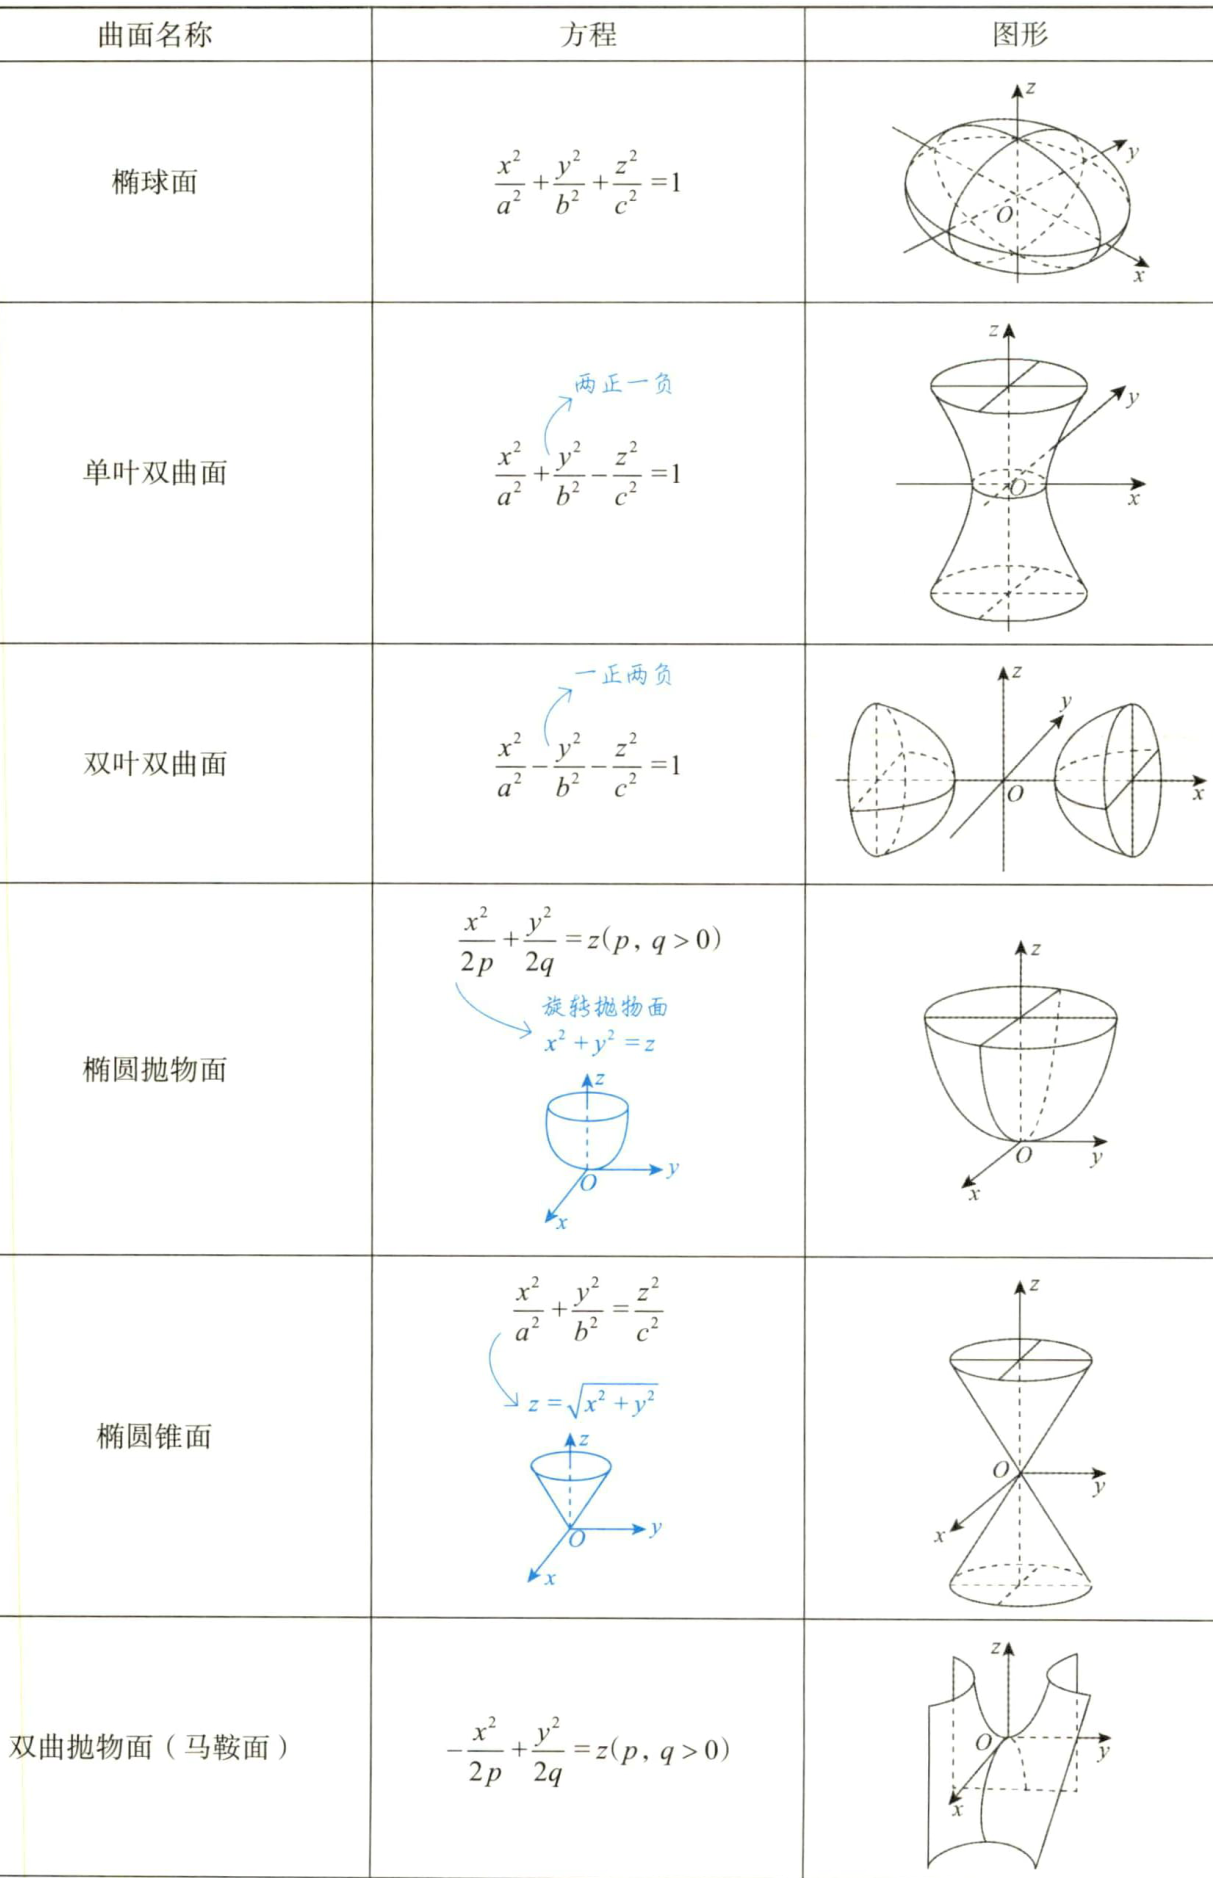 曲面名称 方程 图形
椭球面
$\frac{x^2}{a^2}+\frac{y^2}{b^2}+\frac{z^2}{c^2}=1$
z
y
O
x
单叶双曲面
两正一负
$\frac{x^2}{a^2}+\frac{y^2}{b^2}-\frac{z^2}{c^2}=1$
z
y
O
x
双叶双曲面
一正两负
$\frac{x^2}{a^2}-\frac{y^2}{b^2}-\frac{z^2}{c^2}=1$
z
y
O
x
椭圆抛物面
$\frac{x^2}{2p}+\frac{y^2}{2q}=z(p, q>0)$
旋转抛物面
$x^2+y^2=z$
z
y
O
x
z
O
y
x
椭圆锥面
$\frac{x^2}{a^2}+\frac{y^2}{b^2}=\frac{z^2}{c^2}$
$z=\sqrt{x^2+y^2}$
z
y
O
x
z
O
y
x
双曲抛物面（马鞍面）
$-\frac{x^2}{2p}+\frac{y^2}{2q}=z(p, q>0)$
z
O
y
x